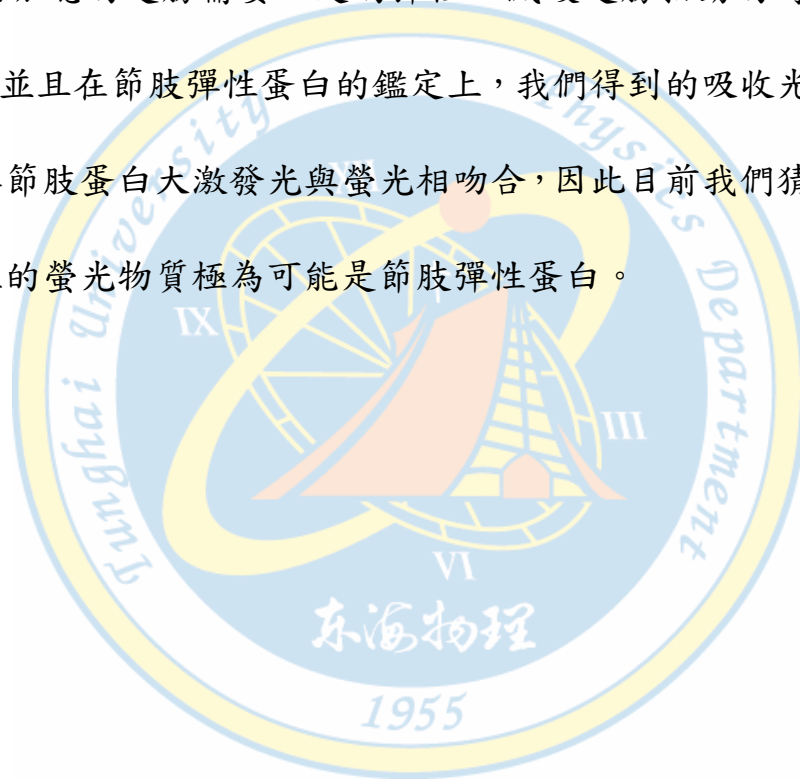 並且在節肢彈性蛋白的鑑定上，我們得到的吸收光
節肢蛋白大激發光與螢光相吻合，因此目前我們猜
的螢光物質極為可能是節肢彈性蛋白。
Tunghai University Physics Department
IX
III
VI
东海物理
1955